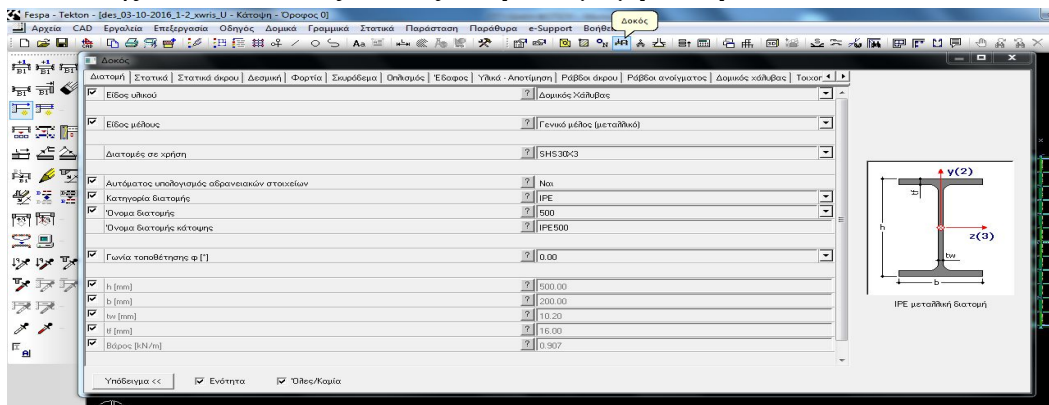 Fespa - Tekton - [des_03-10-2016_1-2_xwris_U - Κάτοψη - Όροφος 0]
Δοκός
Αρχεία CAD Εργαλεία Επεξεργασία Οδηγός Δομικά Γραμμικά Στατικά Παράσταση Παράθυρα e-Support Βοήθεια
Δοκός
Διατομή Στατικά Στατικά άκρου Δεσμική Φορτία Σκυρόδεμα Οπλισμός Έδαφος Υλικά - Αποτίμηση Ράβδοι άκρου Ράβδοι ανοίγματος Δομικός χάλυβας Τοιχοπ
Είδος υλικού ? Δομικός Χάλυβας
Είδος μέλους ? Γενικό μέλος (μεταλλικό)
Διατομές σε χρήση ? SHS30X3
Αυτόματος υπολογισμός αδρανειακών στοιχείων ? Ναι
Κατηγορία διατομής ? IPE
Όνομα διατομής ? 500
Όνομα διατομής κάτοψης ? IPE500
Γωνία τοποθέτησης φ [°] ? 0.00
h [mm] ? 500.00
b [mm] ? 200.00
tw [mm] ? 10.20
tf [mm] ? 16.00
Βάρος [kN/m] ? 0.907
y(2)
tf
h
z(3)
tw
b
IPE μεταλλική διατομή
Υπόδειγμα << Ενότητα Όλες/Καμία